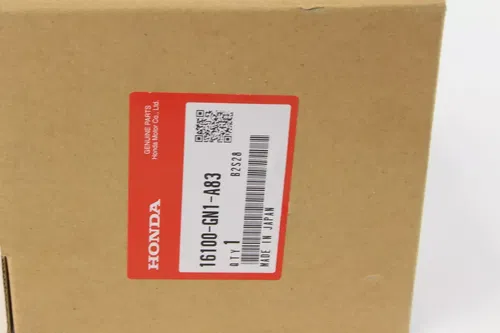 GENUINE PARTS
Honda Motor Co., Ltd.
HONDA
B2S28
16100-GN1-A83
QTY 1
MADE IN JAPAN